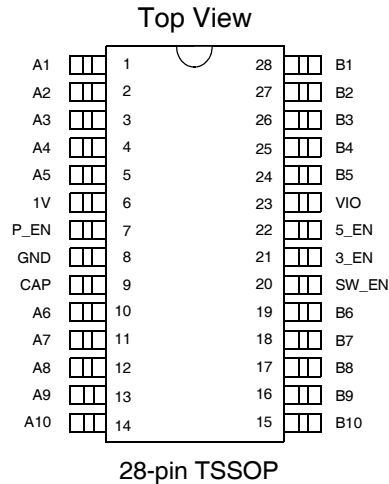 Top View
A1 1 28 B1
A2 2 27 B2
A3 3 26 B3
A4 4 25 B4
A5 5 24 B5
1V 6 23 VIO
P_EN 7 22 5_EN
GND 8 21 3_EN
CAP 9 20 SW_EN
A6 10 19 B6
A7 11 18 B7
A8 12 17 B8
A9 13 16 B9
A10 14 15 B10
28-pin TSSOP